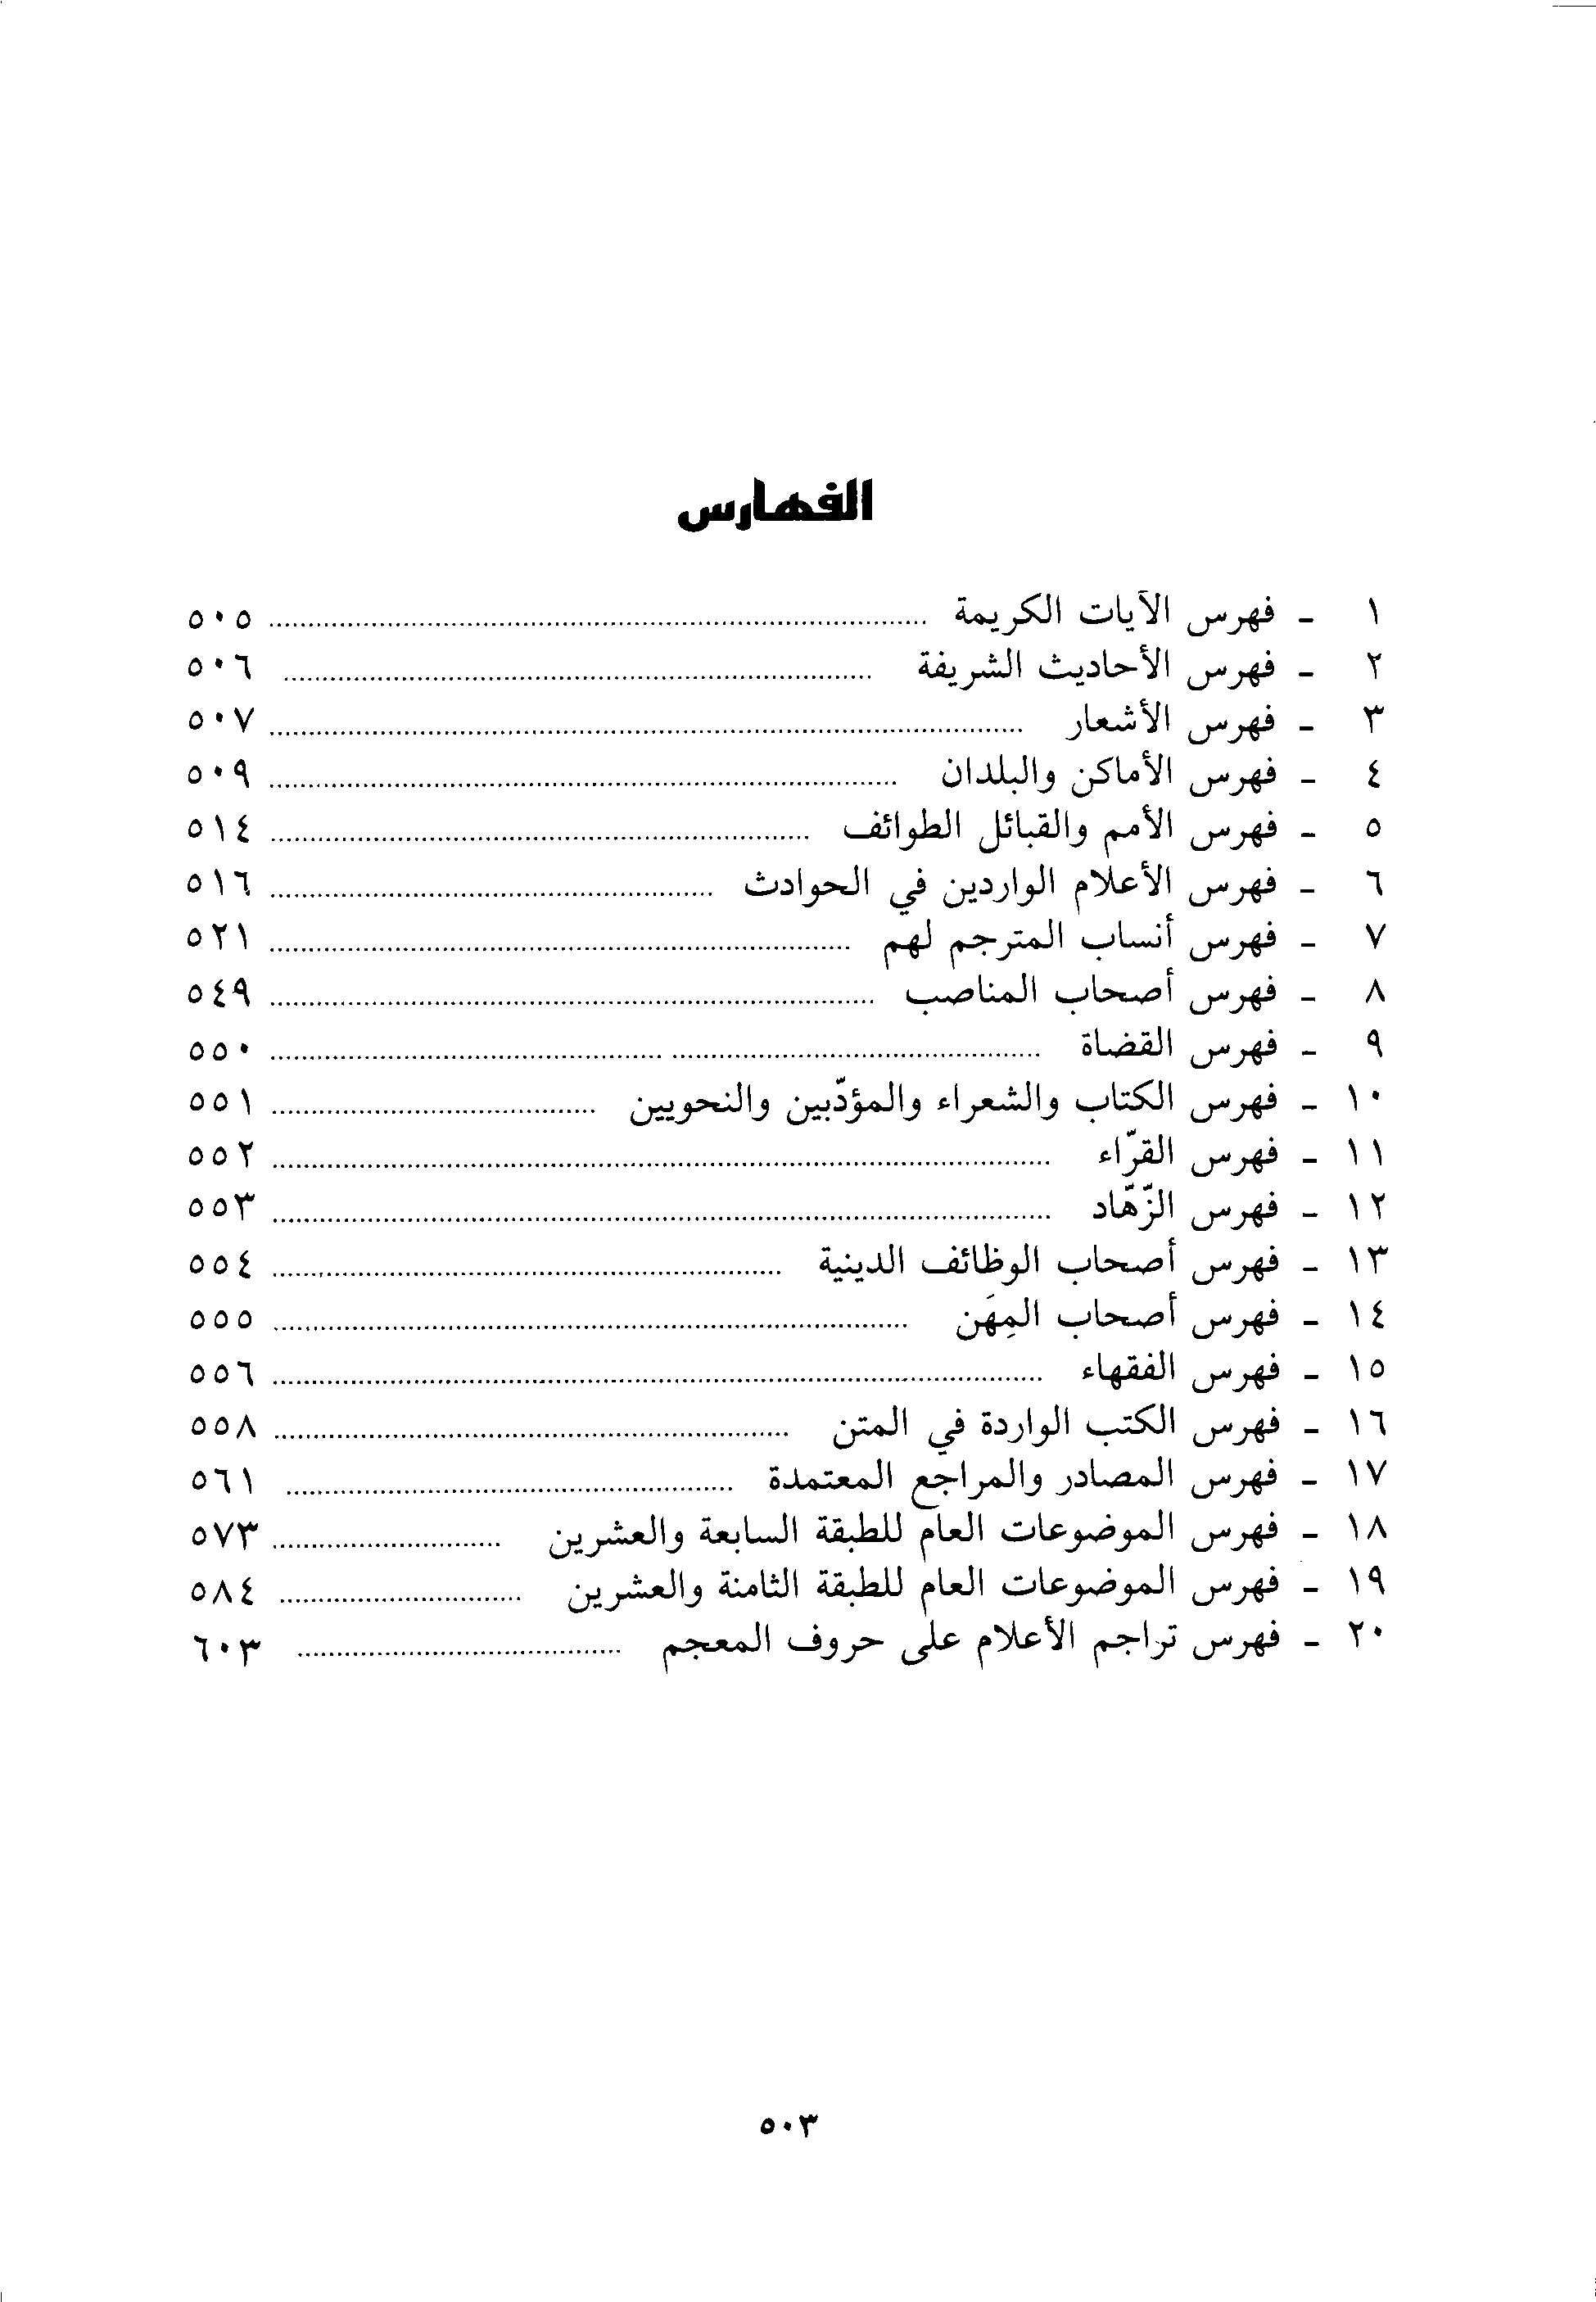 الفهارس
١ - فهرس الآيات الكريمة ........ ٥٠٥
٢ - فهرس الأحاديث الشريفة ........ ٥٠٦
٣ - فهرس الأشعار ........ ٥٠٧
٤ - فهرس الأماكن والبلدان ........ ٥٠٩
٥ - فهرس الأمم والقبائل الطوائف ........ ٥١٤
٦ - فهرس الأعلام الواردين في الحوادث ........ ٥١٦
٧ - فهرس أنساب المترجم لهم ........ ٥٢١
٨ - فهرس أصحاب المناصب ........ ٥٤٩
٩ - فهرس القضاة ........ ٥٥٠
١٠ - فهرس الكتاب والشعراء والمؤدّبين والنحويين ........ ٥٥١
١١ - فهرس القرّاء ........ ٥٥٢
١٢ - فهرس الزّهّاد ........ ٥٥٣
١٣ - فهرس أصحاب الوظائف الدينية ........ ٥٥٤
١٤ - فهرس أصحاب المِهَن ........ ٥٥٥
١٥ - فهرس الفقهاء ........ ٥٥٦
١٦ - فهرس الكتب الواردة في المتن ........ ٥٥٨
١٧ - فهرس المصادر والمراجع المعتمدة ........ ٥٦١
١٨ - فهرس الموضوعات العام للطبقة السابعة والعشرين ........ ٥٧٣
١٩ - فهرس الموضوعات العام للطبقة الثامنة والعشرين ........ ٥٨٤
٢٠ - فهرس تراجم الأعلام على حروف المعجم ........ ٦٠٣
٥٠٣